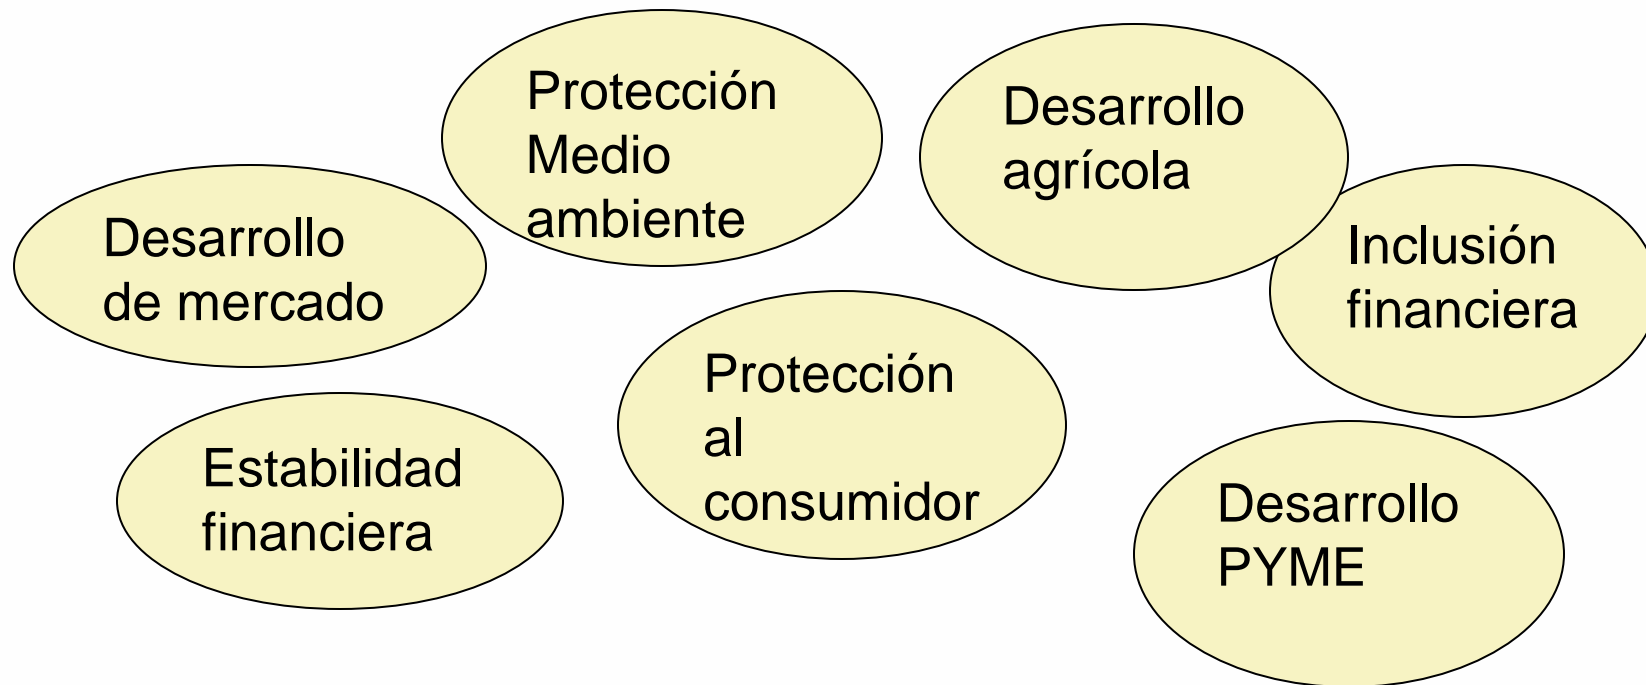 Protección
Medio
ambiente
Desarrollo
agrícola
Desarrollo
de mercado
Inclusión
financiera
Protección
al
consumidor
Estabilidad
financiera
Desarrollo
PYME